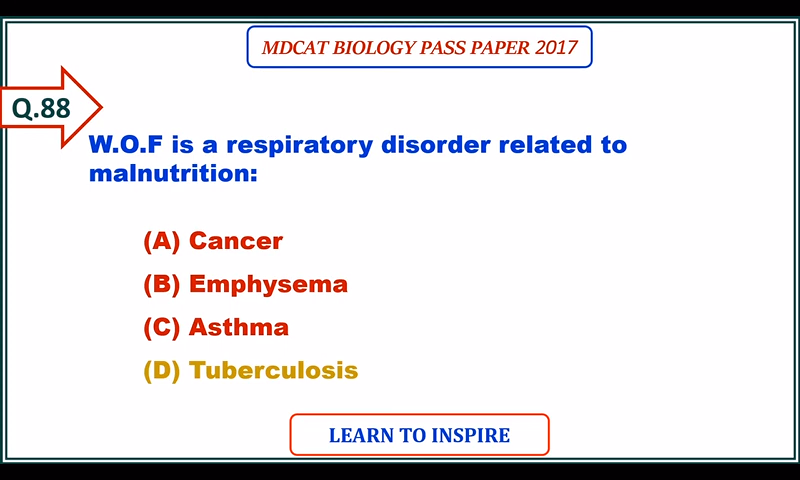 MDCAT BIOLOGY PASS PAPER 2017
Q.88
W.O.F is a respiratory disorder related to
malnutrition:
(A) Cancer
(B) Emphysema
(C) Asthma
(D) Tuberculosis
LEARN TO INSPIRE